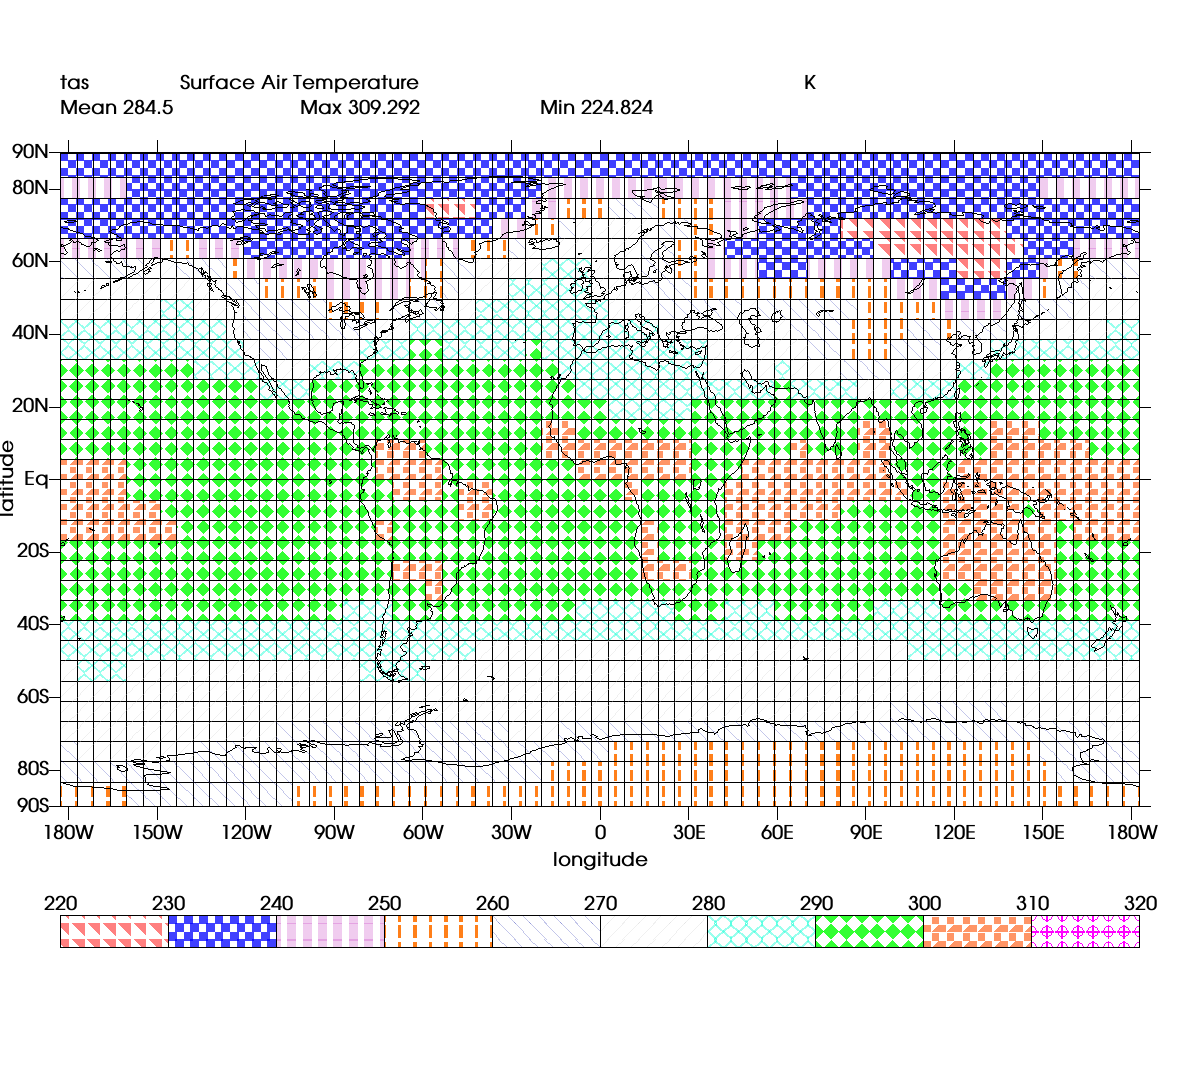 tas Surface Air Temperature K
Mean 284.5 Max 309.292 Min 224.824
90N
80N
60N
40N
20N
Eq
20S
40S
60S
80S
90S
latitude
180W 150W 120W 90W 60W 30W 0 30E 60E 90E 120E 150E 180W
longitude
220 230 240 250 260 270 280 290 300 310 320